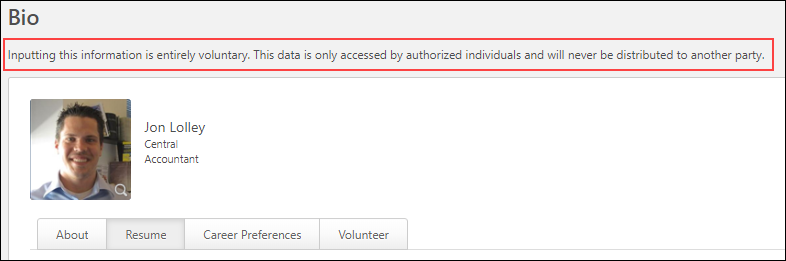 Bio
Inputting this information is entirely voluntary. This data is only accessed by authorized individuals and will never be distributed to another party.
Jon Lolley
Central
Accountant
About
Resume
Career Preferences
Volunteer